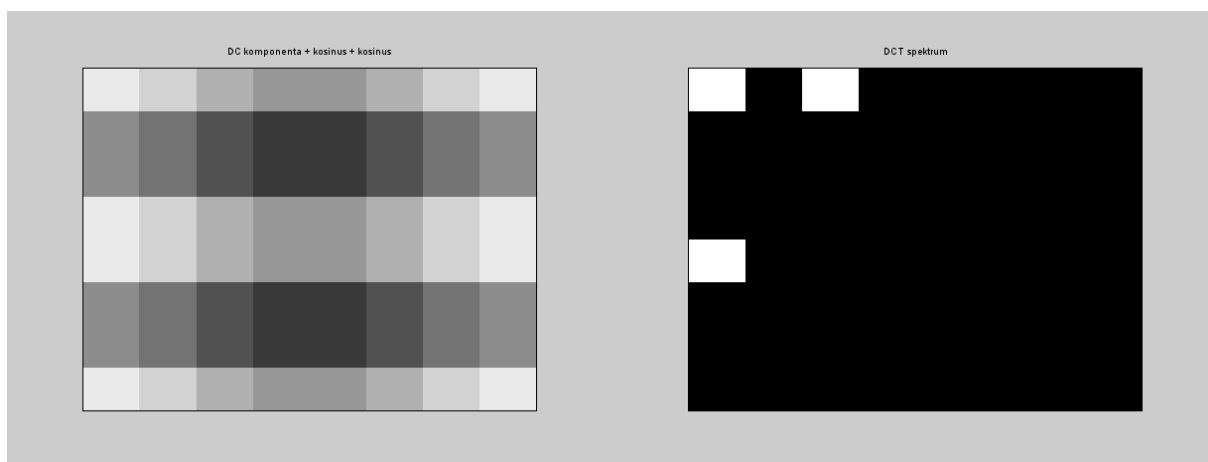 DC komponenta + kosinus + kosinus
DCT spektrum